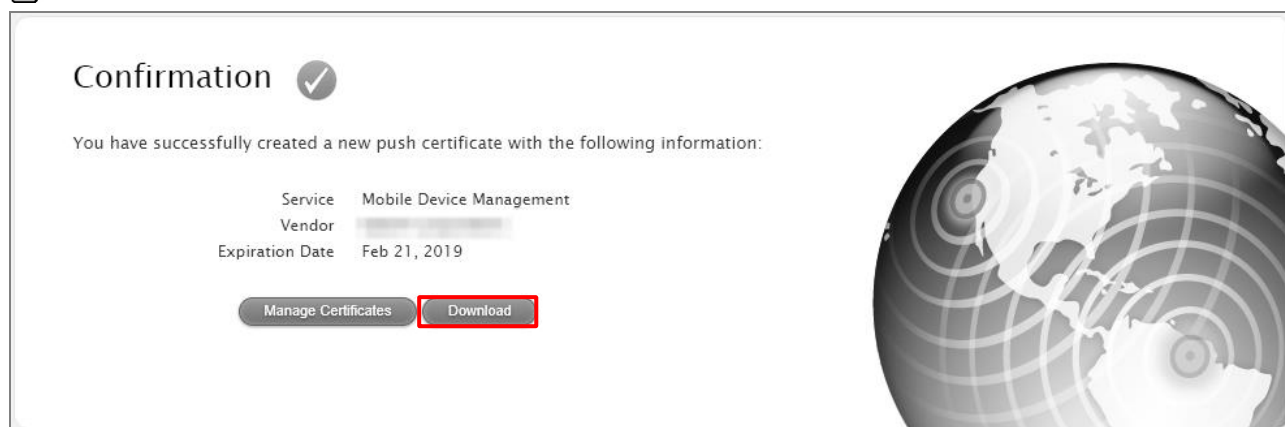 Confirmation
You have successfully created a new push certificate with the following information:
Service Mobile Device Management
Vendor
Expiration Date Feb 21, 2019
Manage Certificates Download